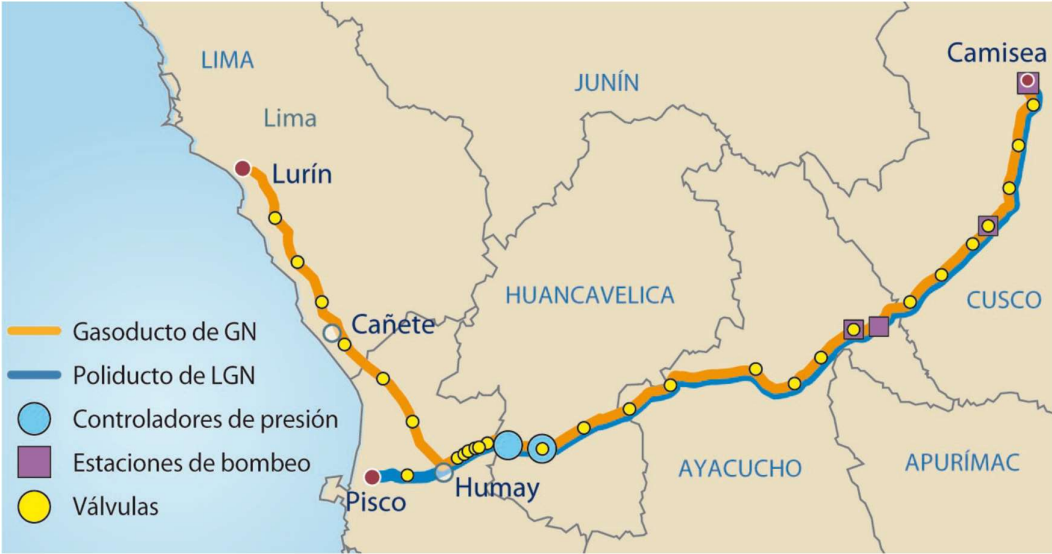 Camisea
LIMA
JUNÍN
Lima
Lurín
HUANCAVELICA
CUSCO
Cañete
Gasoducto de GN
Poliducto de LGN
Controladores de presión
Estaciones de bombeo
Válvulas
AYACUCHO
APURÍMAC
Humay
Pisco